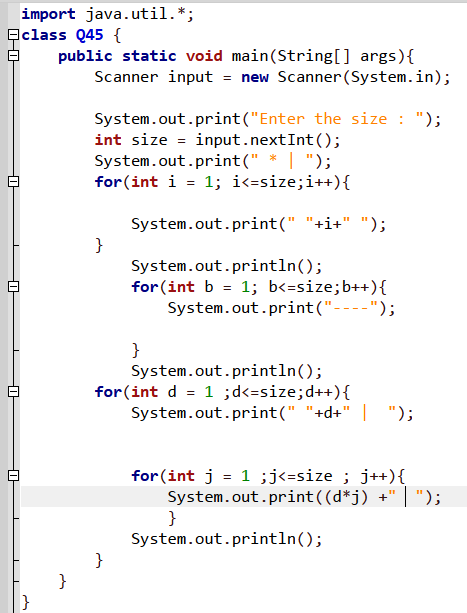 import java.util.*;
class Q45 {
    public static void main(String[] args){
        Scanner input = new Scanner(System.in);
        System.out.print("Enter the size : ");
        int size = input.nextInt();
        System.out.print(" * | ");
        for(int i = 1; i<=size;i++){
            System.out.print(" "+i+" ");
        }
            System.out.println();
            for(int b = 1; b<=size;b++){
                System.out.print("----");
            }
            System.out.println();
        for(int d = 1 ;d<=size;d++){
            System.out.print(" "+d+" |  ");
            for(int j = 1 ;j<=size ; j++){
                System.out.print((d*j) +"  ");
                }
            System.out.println();
        }
    }
}